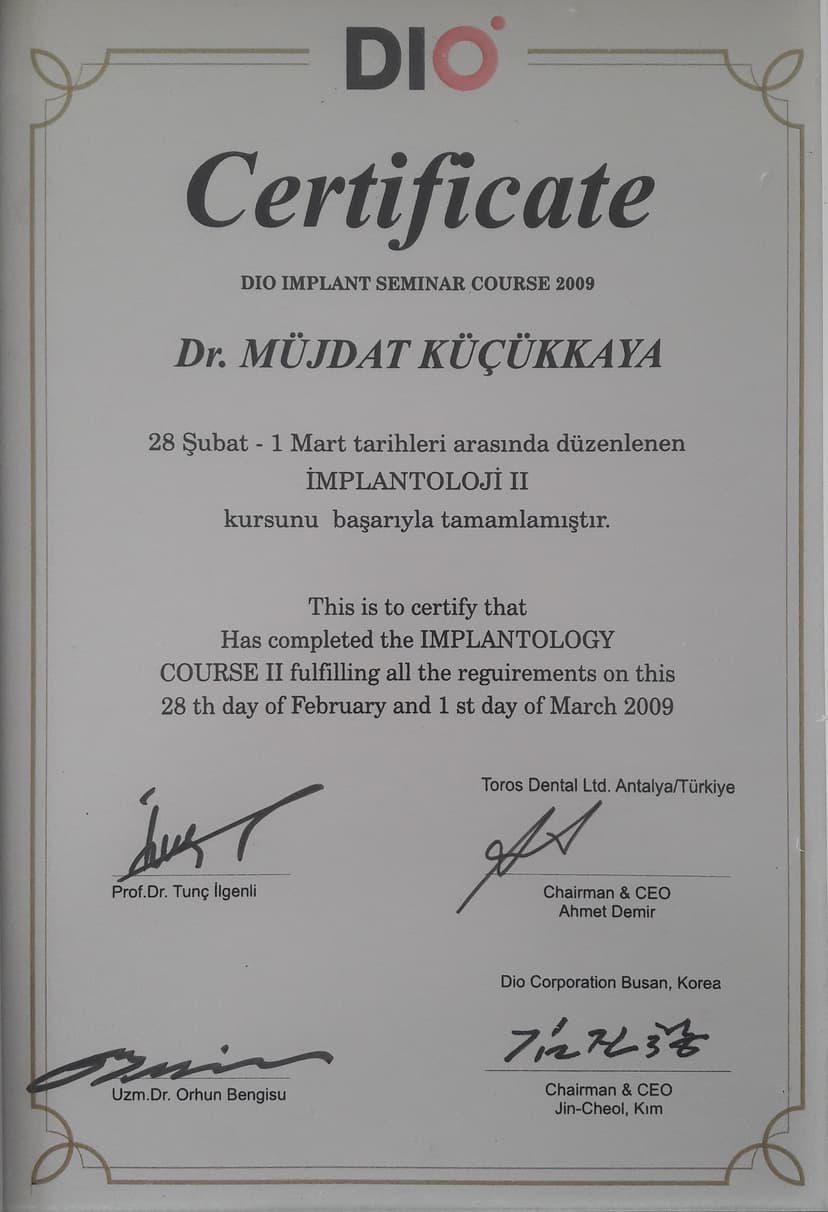 DIO
Certificate
DIO IMPLANT SEMINAR COURSE 2009
Dr. MÜJDAT KÜÇÜKKAYA
28 Şubat - 1 Mart tarihleri arasında düzenlenen
İMPLANTOLOJİ II
kursunu başarıyla tamamlamıştır.
This is to certify that
Has completed the IMPLANTOLOGY
COURSE II fulfilling all the reguirements on this
28 th day of February and 1 st day of March 2009
Toros Dental Ltd. Antalya/Türkiye
Prof.Dr. Tunç İlgenli
Chairman & CEO
Ahmet Demir
Dio Corporation Busan, Korea
Uzm.Dr. Orhun Bengisu
Chairman & CEO
Jin-Cheol, Kım